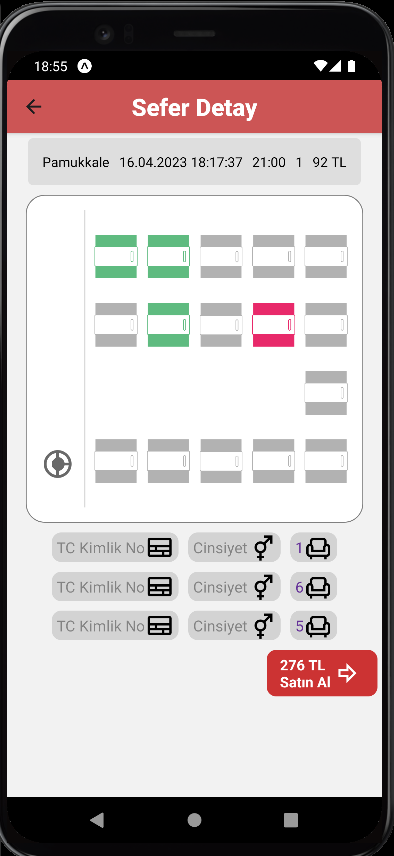 18:55
Sefer Detay
Pamukkale 16.04.2023 18:17:37 21:00 1 92 TL
TC Kimlik No Cinsiyet 1
TC Kimlik No Cinsiyet 6
TC Kimlik No Cinsiyet 5
276 TL
Satın Al